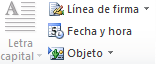 Letra
capital
Línea de firma
Fecha y hora
Objeto